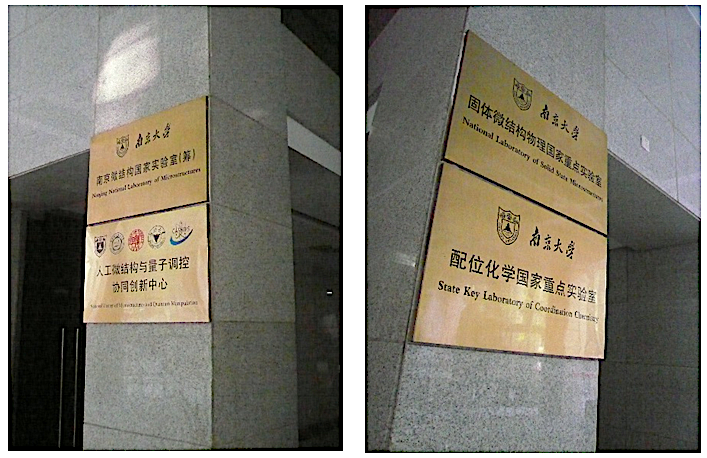 南京大学
南京微结构国家实验室(筹)
Nanjing National Laboratory of Microstructures
人工微结构与量子调控
协同创新中心
南京大学
固体微结构物理国家重点实验室
National Laboratory of Solid State Microstructures
南京大学
配位化学国家重点实验室
State Key Laboratory of Coordination Chemistry